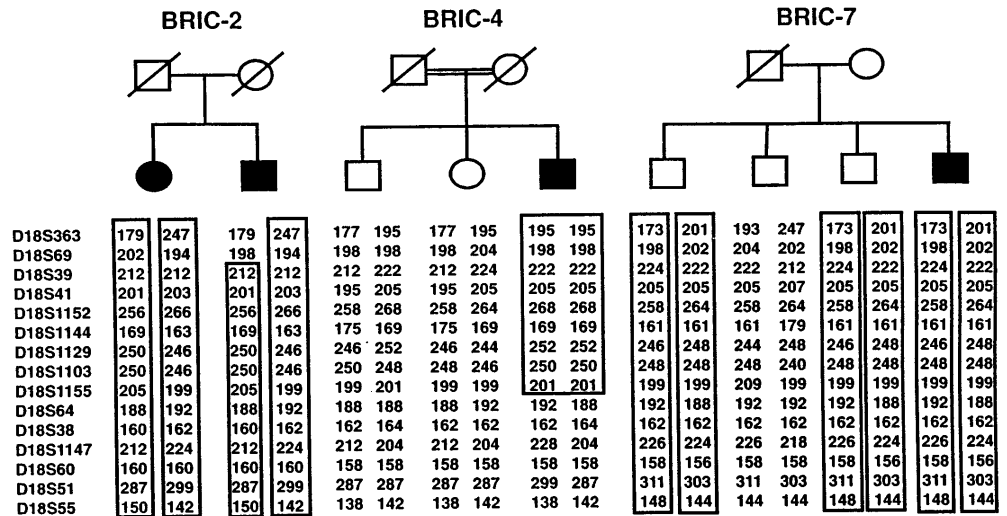 BRIC-2 BRIC-4 BRIC-7
D18S363 179 247 179 247 177 195 177 195 195 195 173 201 193 247 173 201 173 201
D18S69 202 194 198 194 198 198 198 204 198 198 198 202 204 202 198 202 198 202
D18S39 212 212 212 212 212 222 212 224 222 222 224 222 222 212 224 222 224 222
D18S41 201 203 201 203 195 205 195 205 205 205 205 205 205 207 205 205 205 205
D18S1152 256 266 256 266 258 268 258 264 268 268 258 264 258 264 258 264 258 264
D18S1144 169 163 169 163 175 169 175 169 169 169 161 161 161 179 161 161 161 161
D18S1129 250 246 250 246 246 252 246 244 252 252 246 248 244 248 246 248 246 248
D18S1103 250 246 250 246 250 248 248 246 250 250 248 248 248 240 248 248 248 248
D18S1155 205 199 205 199 199 201 199 199 201 201 199 199 209 199 199 199 199 199
D18S64 188 192 188 192 188 188 188 192 192 188 192 188 192 192 192 188 192 188
D18S38 160 162 160 162 162 164 162 162 162 164 162 162 162 162 162 162 162 162
D18S1147 212 224 212 224 212 204 212 204 228 204 226 224 226 218 226 224 226 224
D18S60 160 160 160 160 158 158 158 158 158 158 158 156 158 158 158 156 158 156
D18S51 287 299 287 299 287 287 287 287 299 287 311 303 311 303 311 303 311 303
D18S55 150 142 150 142 138 142 138 142 138 142 148 144 144 144 148 144 148 144